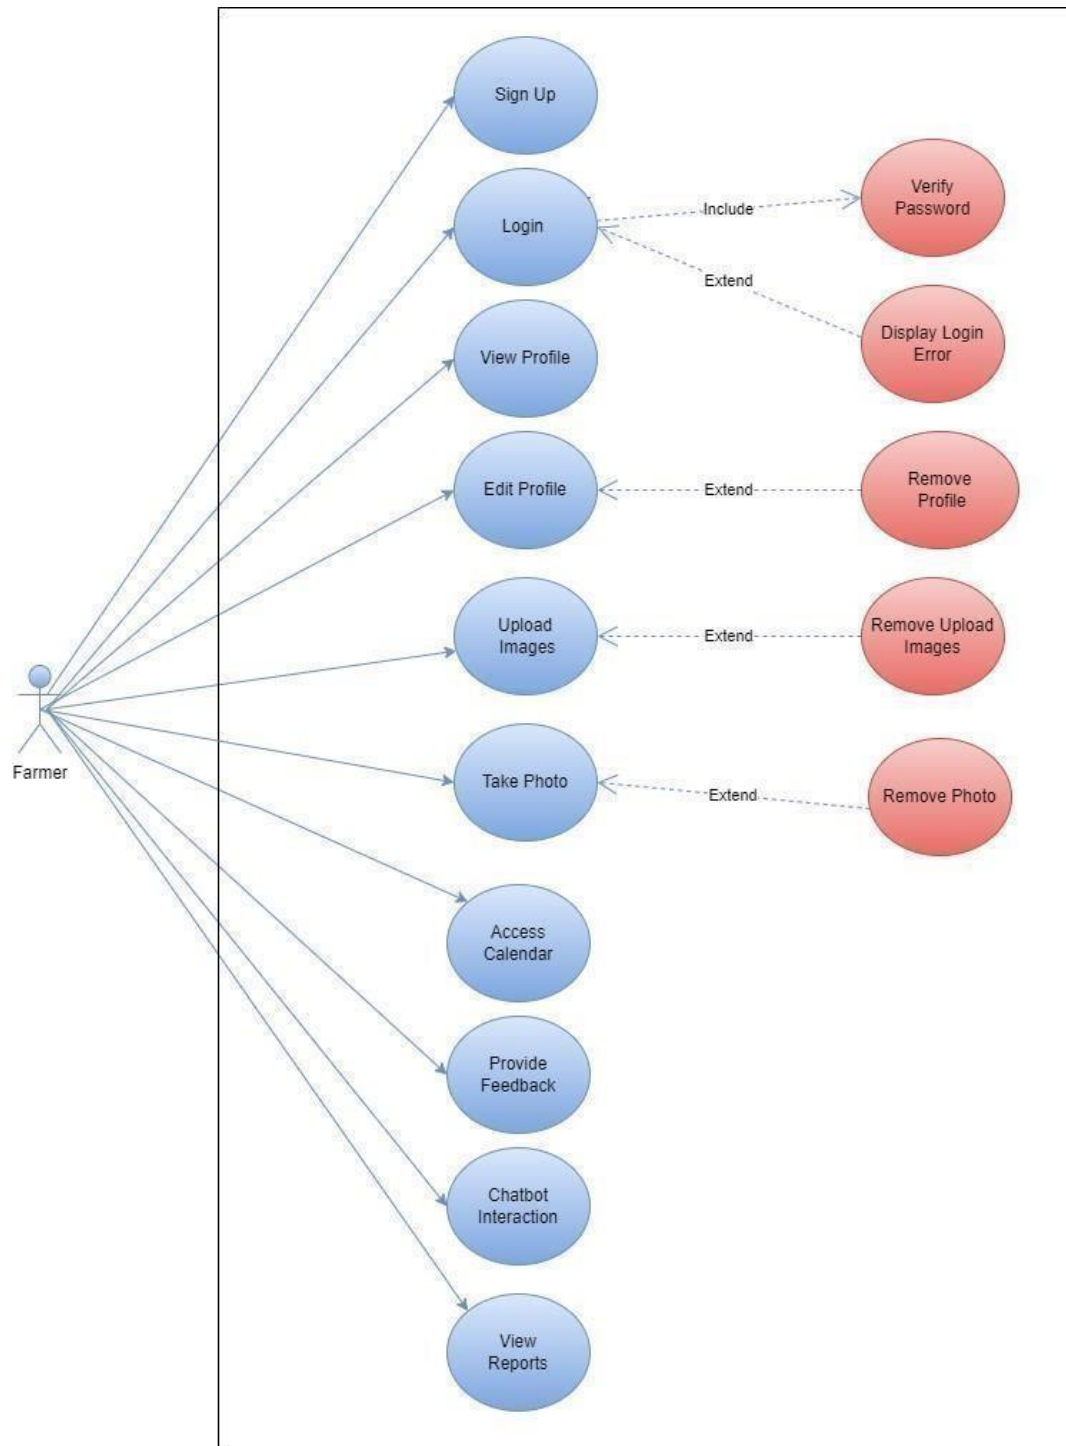 Sign Up
Verify
Password
Include
Login
Extend
Display Login
Error
View Profile
Edit Profile
Extend
Remove
Profile
Upload
Images
Extend
Remove Upload
Images
Farmer
Take Photo
Extend
Remove Photo
Access
Calendar
Provide
Feedback
Chatbot
Interaction
View
Reports